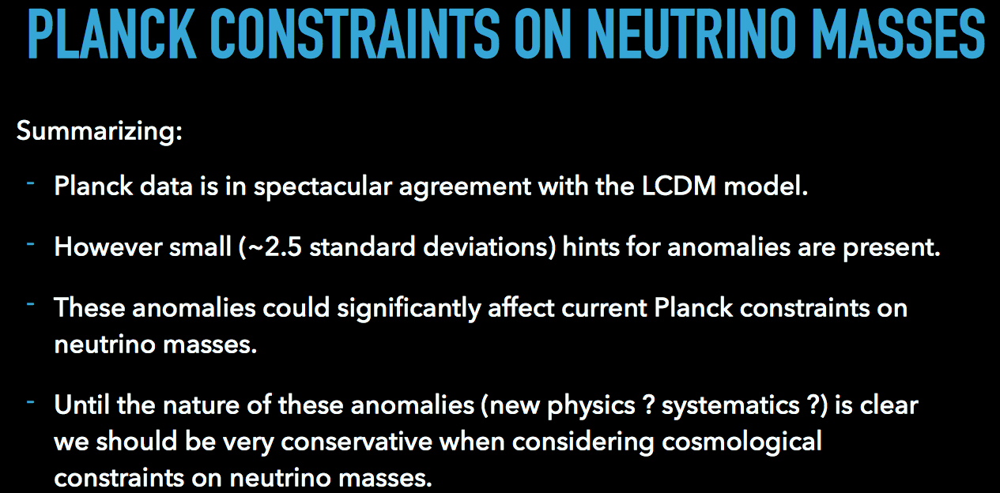 PLANCK CONSTRAINTS ON NEUTRINO MASSES
Summarizing:
- Planck data is in spectacular agreement with the LCDM model.
- However small (~2.5 standard deviations) hints for anomalies are present.
- These anomalies could significantly affect current Planck constraints on
neutrino masses.
- Until the nature of these anomalies (new physics ? systematics ?) is clear
we should be very conservative when considering cosmological
constraints on neutrino masses.